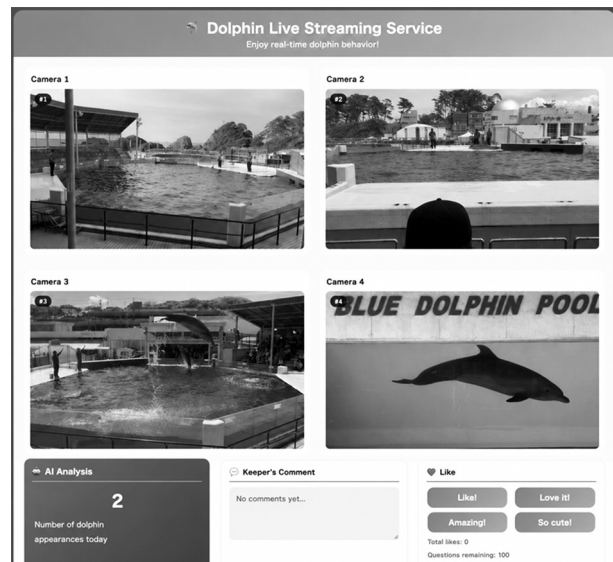 Dolphin Live Streaming Service
Enjoy real-time dolphin behavior!
Camera 1
#1
Camera 2
#2
Camera 3
#3
Camera 4
#4
BLUE DOLPHIN POOL
AI Analysis
2
Number of dolphin
appearances today
Keeper's Comment
No comments yet...
Like
Like!
Love it!
Amazing!
So cute!
Total likes: 0
Questions remaining: 100